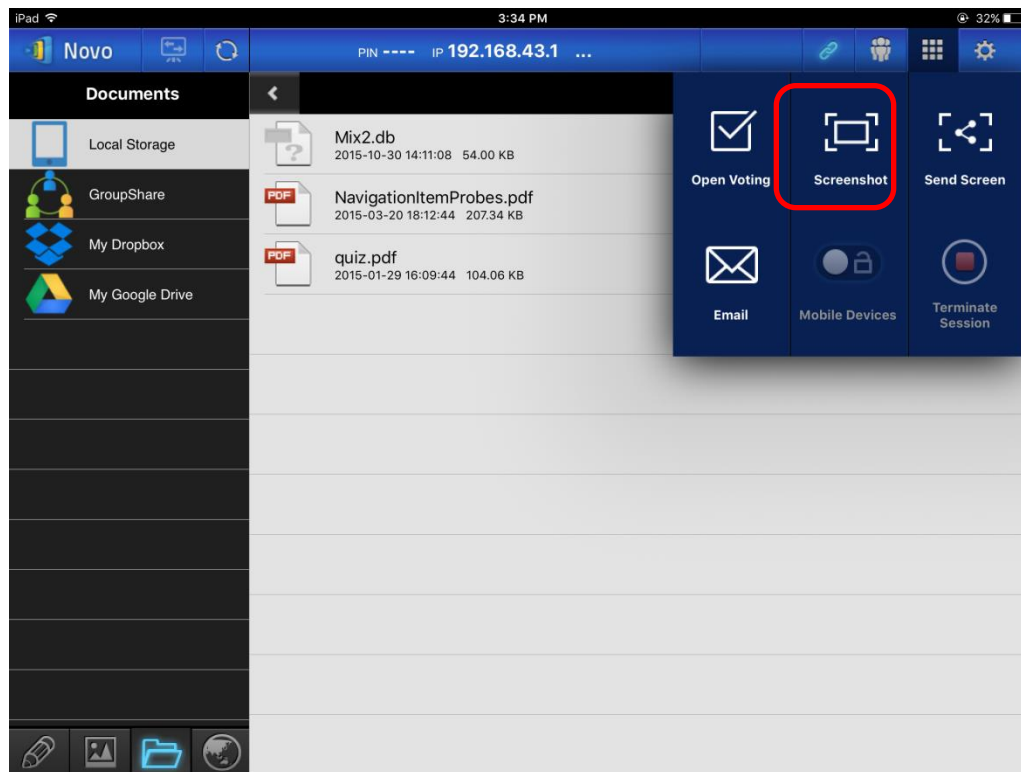 iPad 3:34 PM 32%
Novo PIN ---- IP 192.168.43.1 ...
Documents
Local Storage
GroupShare
My Dropbox
My Google Drive
Mix2.db
2015-10-30 14:11:08 54.00 KB
PDF NavigationItemProbes.pdf
2015-03-20 18:12:44 207.34 KB
PDF quiz.pdf
2015-01-29 16:09:44 104.06 KB
Open Voting Screenshot Send Screen
Email Mobile Devices Terminate
Session